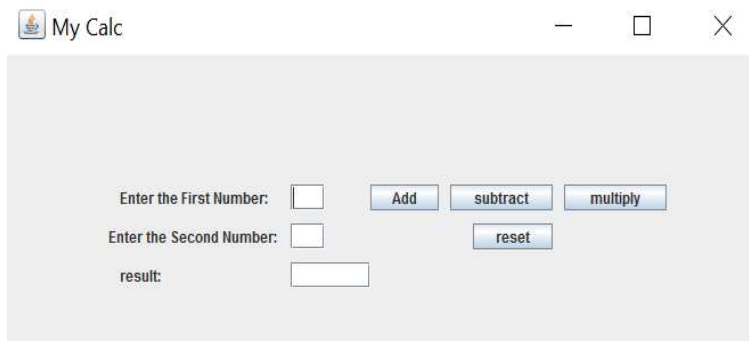 My Calc
Enter the First Number: Add subtract multiply
Enter the Second Number: reset
result: